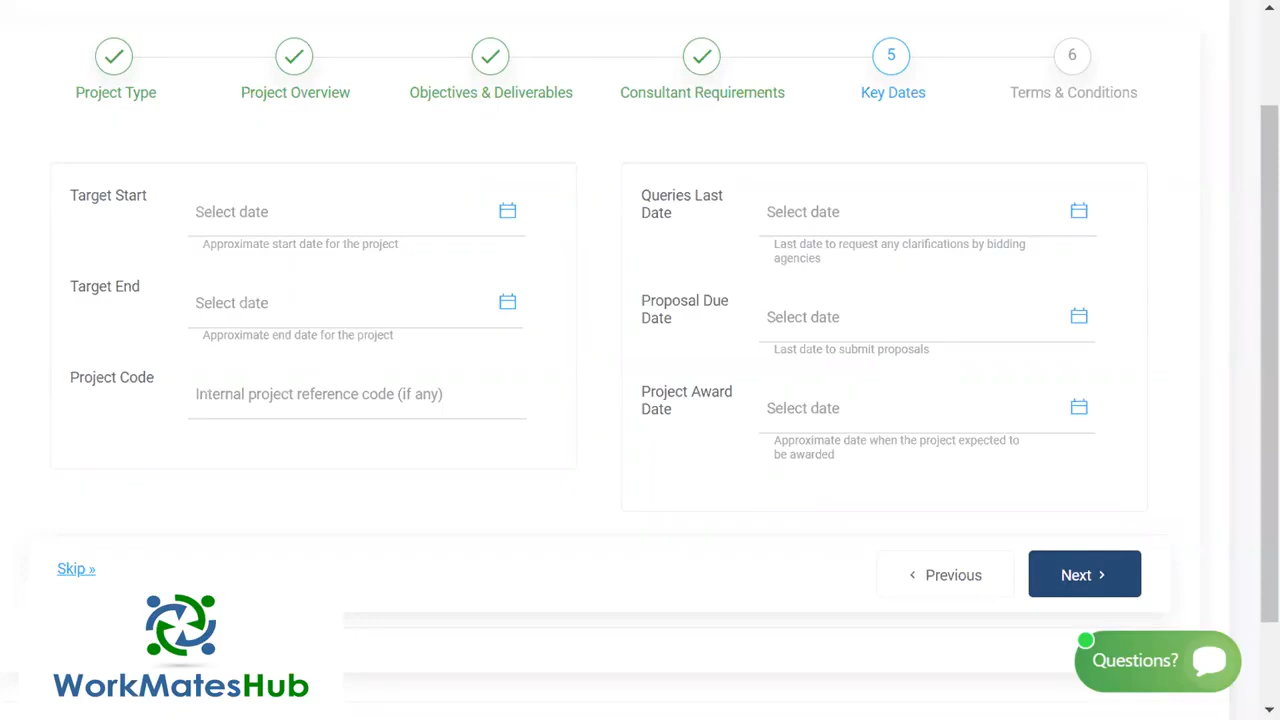 5
6
Project Type
Project Overview
Objectives & Deliverables
Consultant Requirements
Key Dates
Terms & Conditions
Target Start
Select date
Approximate start date for the project
Target End
Select date
Approximate end date for the project
Project Code
Internal project reference code (if any)
Queries Last
Date
Select date
Last date to request any clarifications by bidding
agencies
Proposal Due
Date
Select date
Last date to submit proposals
Project Award
Date
Select date
Approximate date when the project expected to
be awarded
Skip »
‹ Previous
Next ›
WorkMatesHub
Questions?